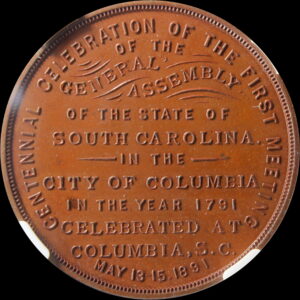 CENTENNIAL CELEBRATION OF THE FIRST MEETING
OF THE
GENERAL ASSEMBLY
OF THE STATE OF
SOUTH CAROLINA.
IN THE
CITY OF COLUMBIA
IN THE YEAR 1791
CELEBRATED AT
COLUMBIA, S.C.
MAY 13-15, 1891